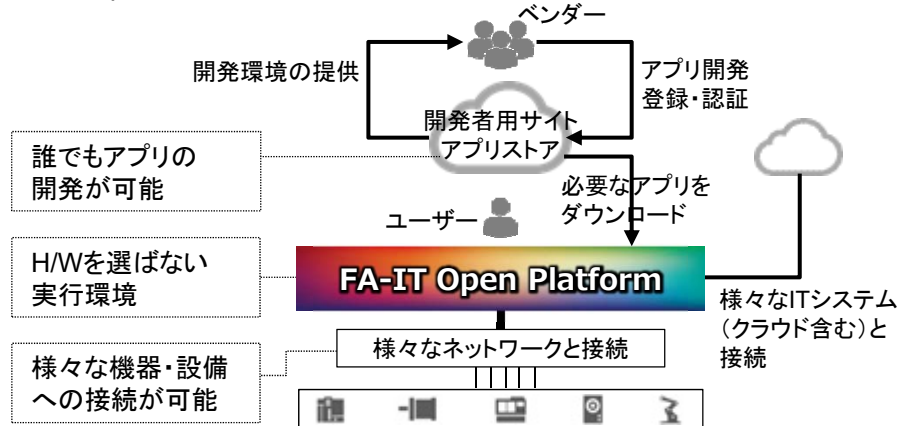 ベンダー
開発環境の提供
アプリ開発
登録・認証
開発者用サイト
アプリストア
誰でもアプリの
開発が可能
必要なアプリを
ダウンロード
ユーザー
H/Wを選ばない
実行環境
FA-IT Open Platform
様々なITシステム
（クラウド含む）と
接続
様々なネットワークと接続
様々な機器・設備
への接続が可能